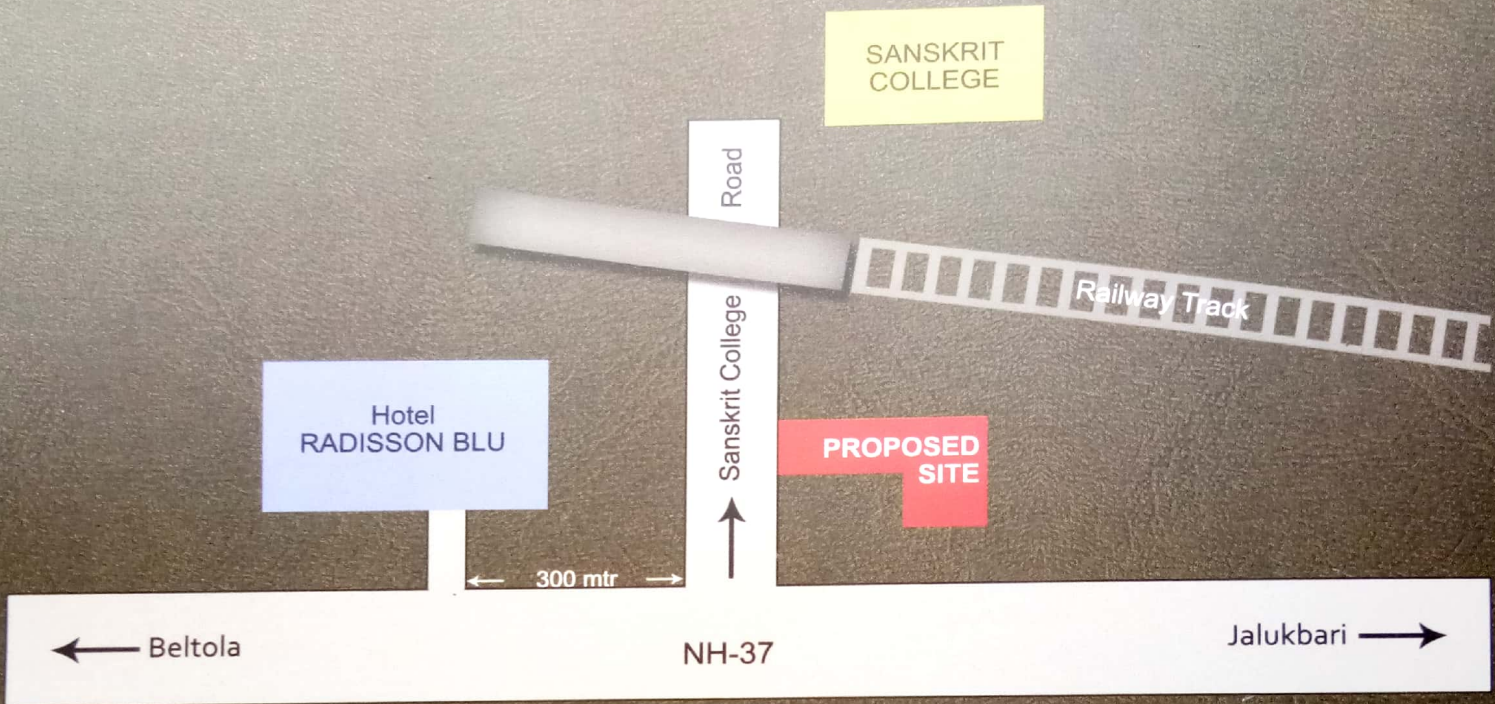 SANSKRIT
COLLEGE
Sanskrit College Road
Railway Track
Hotel
RADISSON BLU
PROPOSED
SITE
300 mtr
Beltola
NH-37
Jalukbari